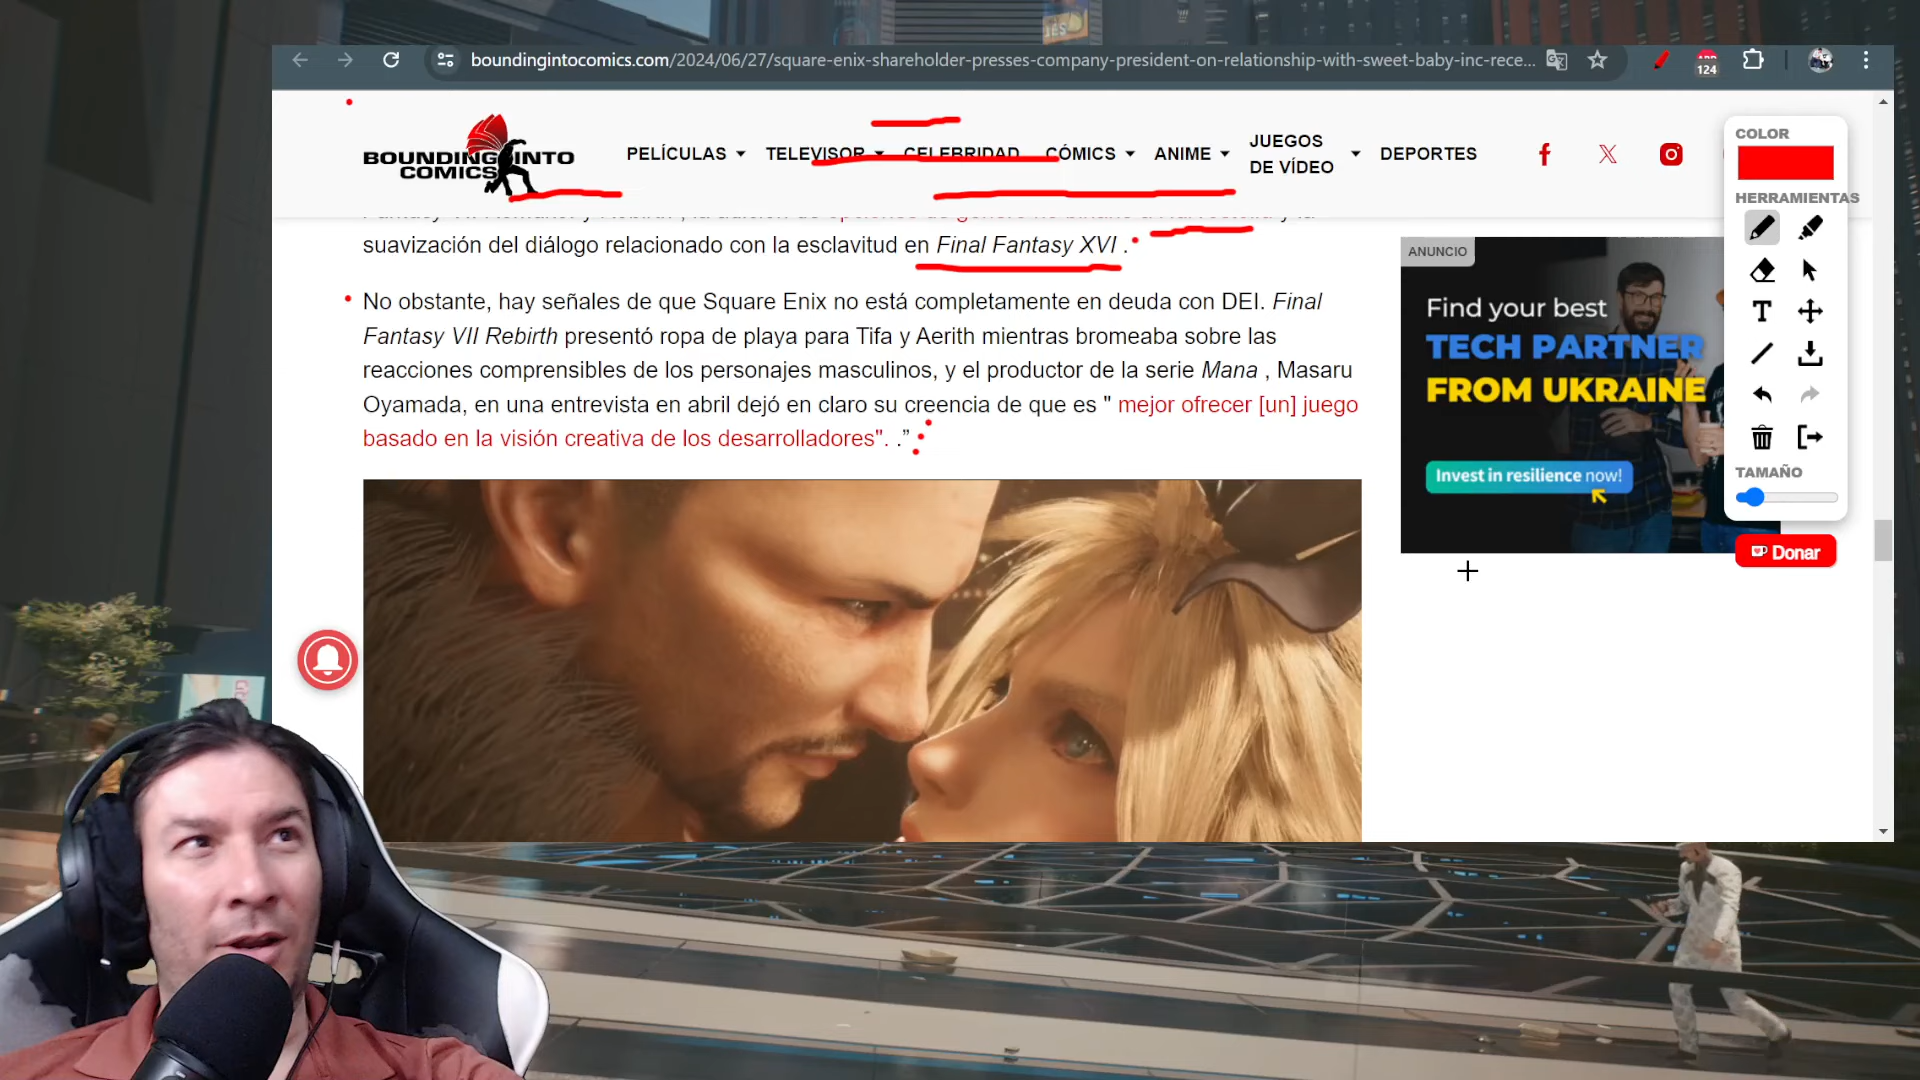 boundingintocomics.com/2024/06/27/square-enix-shareholder-presses-company-president-on-relationship-with-sweet-baby-inc-rece...
124
BOUNDING INTO
COMICS
PELÍCULAS
TELEVISOR
CELEBRIDAD
CÓMICS
ANIME
JUEGOS
DE VÍDEO
DEPORTES
suavización del diálogo relacionado con la esclavitud en Final Fantasy XVI .
No obstante, hay señales de que Square Enix no está completamente en deuda con DEI. Final
Fantasy VII Rebirth presentó ropa de playa para Tifa y Aerith mientras bromeaba sobre las
reacciones comprensibles de los personajes masculinos, y el productor de la serie Mana , Masaru
Oyamada, en una entrevista en abril dejó en claro su creencia de que es " mejor ofrecer [un] juego
basado en la visión creativa de los desarrolladores". .”
ANUNCIO
Find your best
TECH PARTNER
FROM UKRAINE
Invest in resilience now!
COLOR
HERRAMIENTAS
T
TAMAÑO
Donar